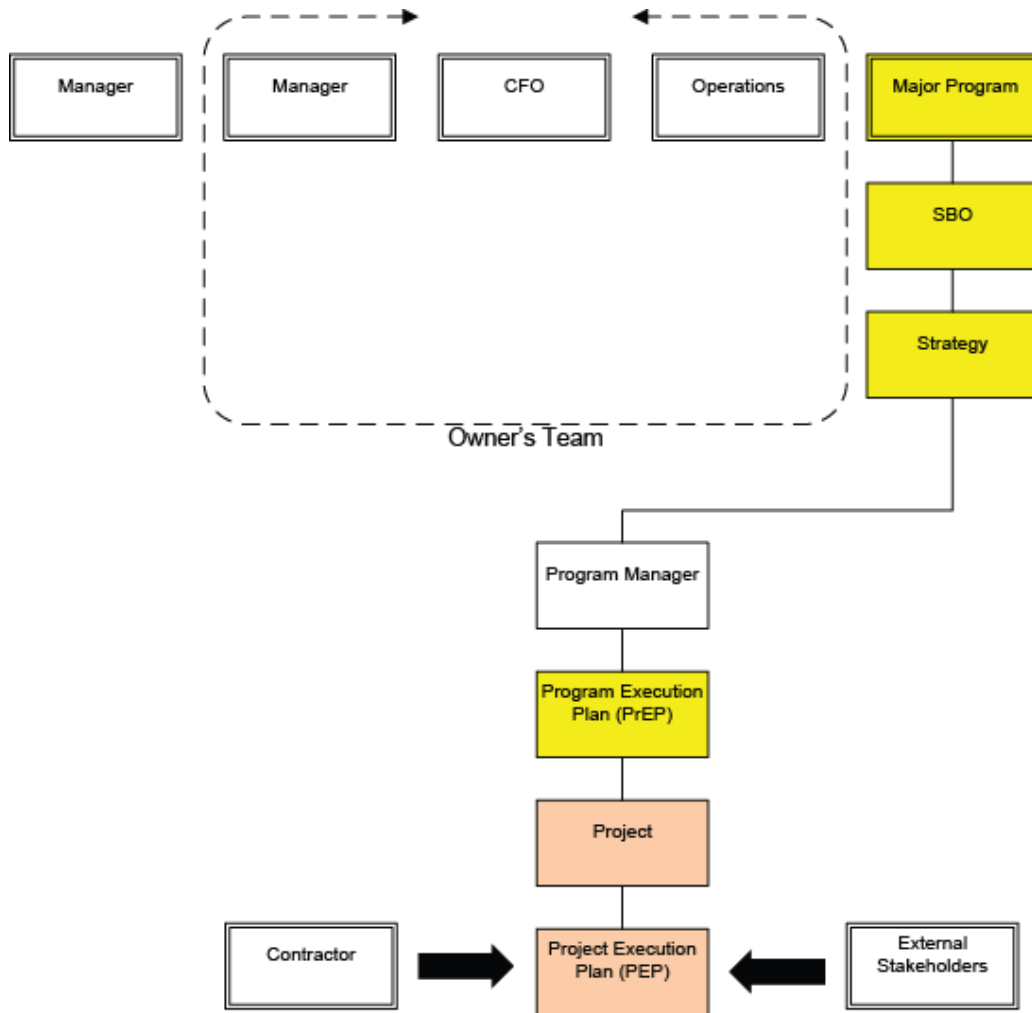 Manager
Manager
CFO
Operations
Major Program
SBO
Strategy
Owner's Team
Program Manager
Program Execution
Plan (PrEP)
Project
Contractor
Project Execution
Plan (PEP)
External
Stakeholders